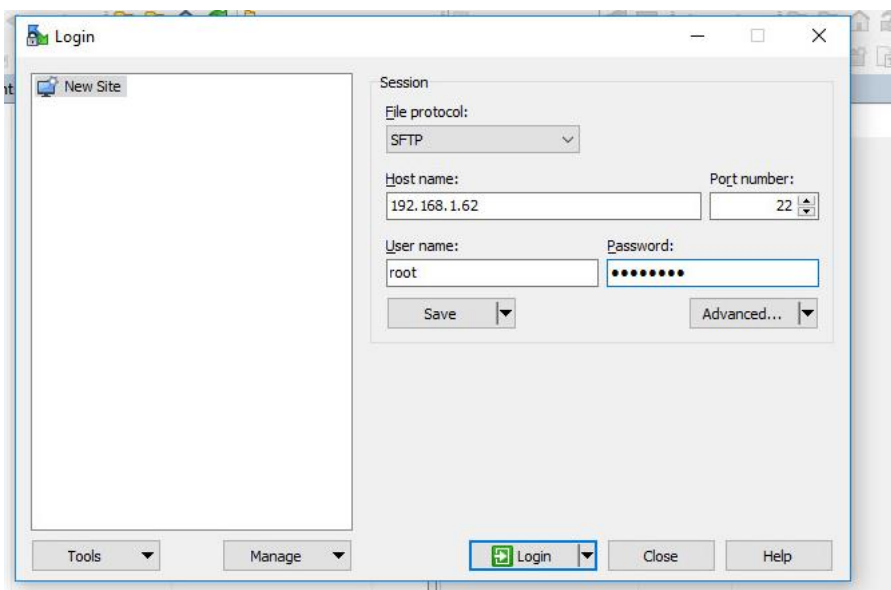 Login
New Site
Session
File protocol:
SFTP
Host name:
Port number:
192.168.1.62
22
User name:
Password:
root
••••••••
Save
Advanced...
Tools
Manage
Login
Close
Help